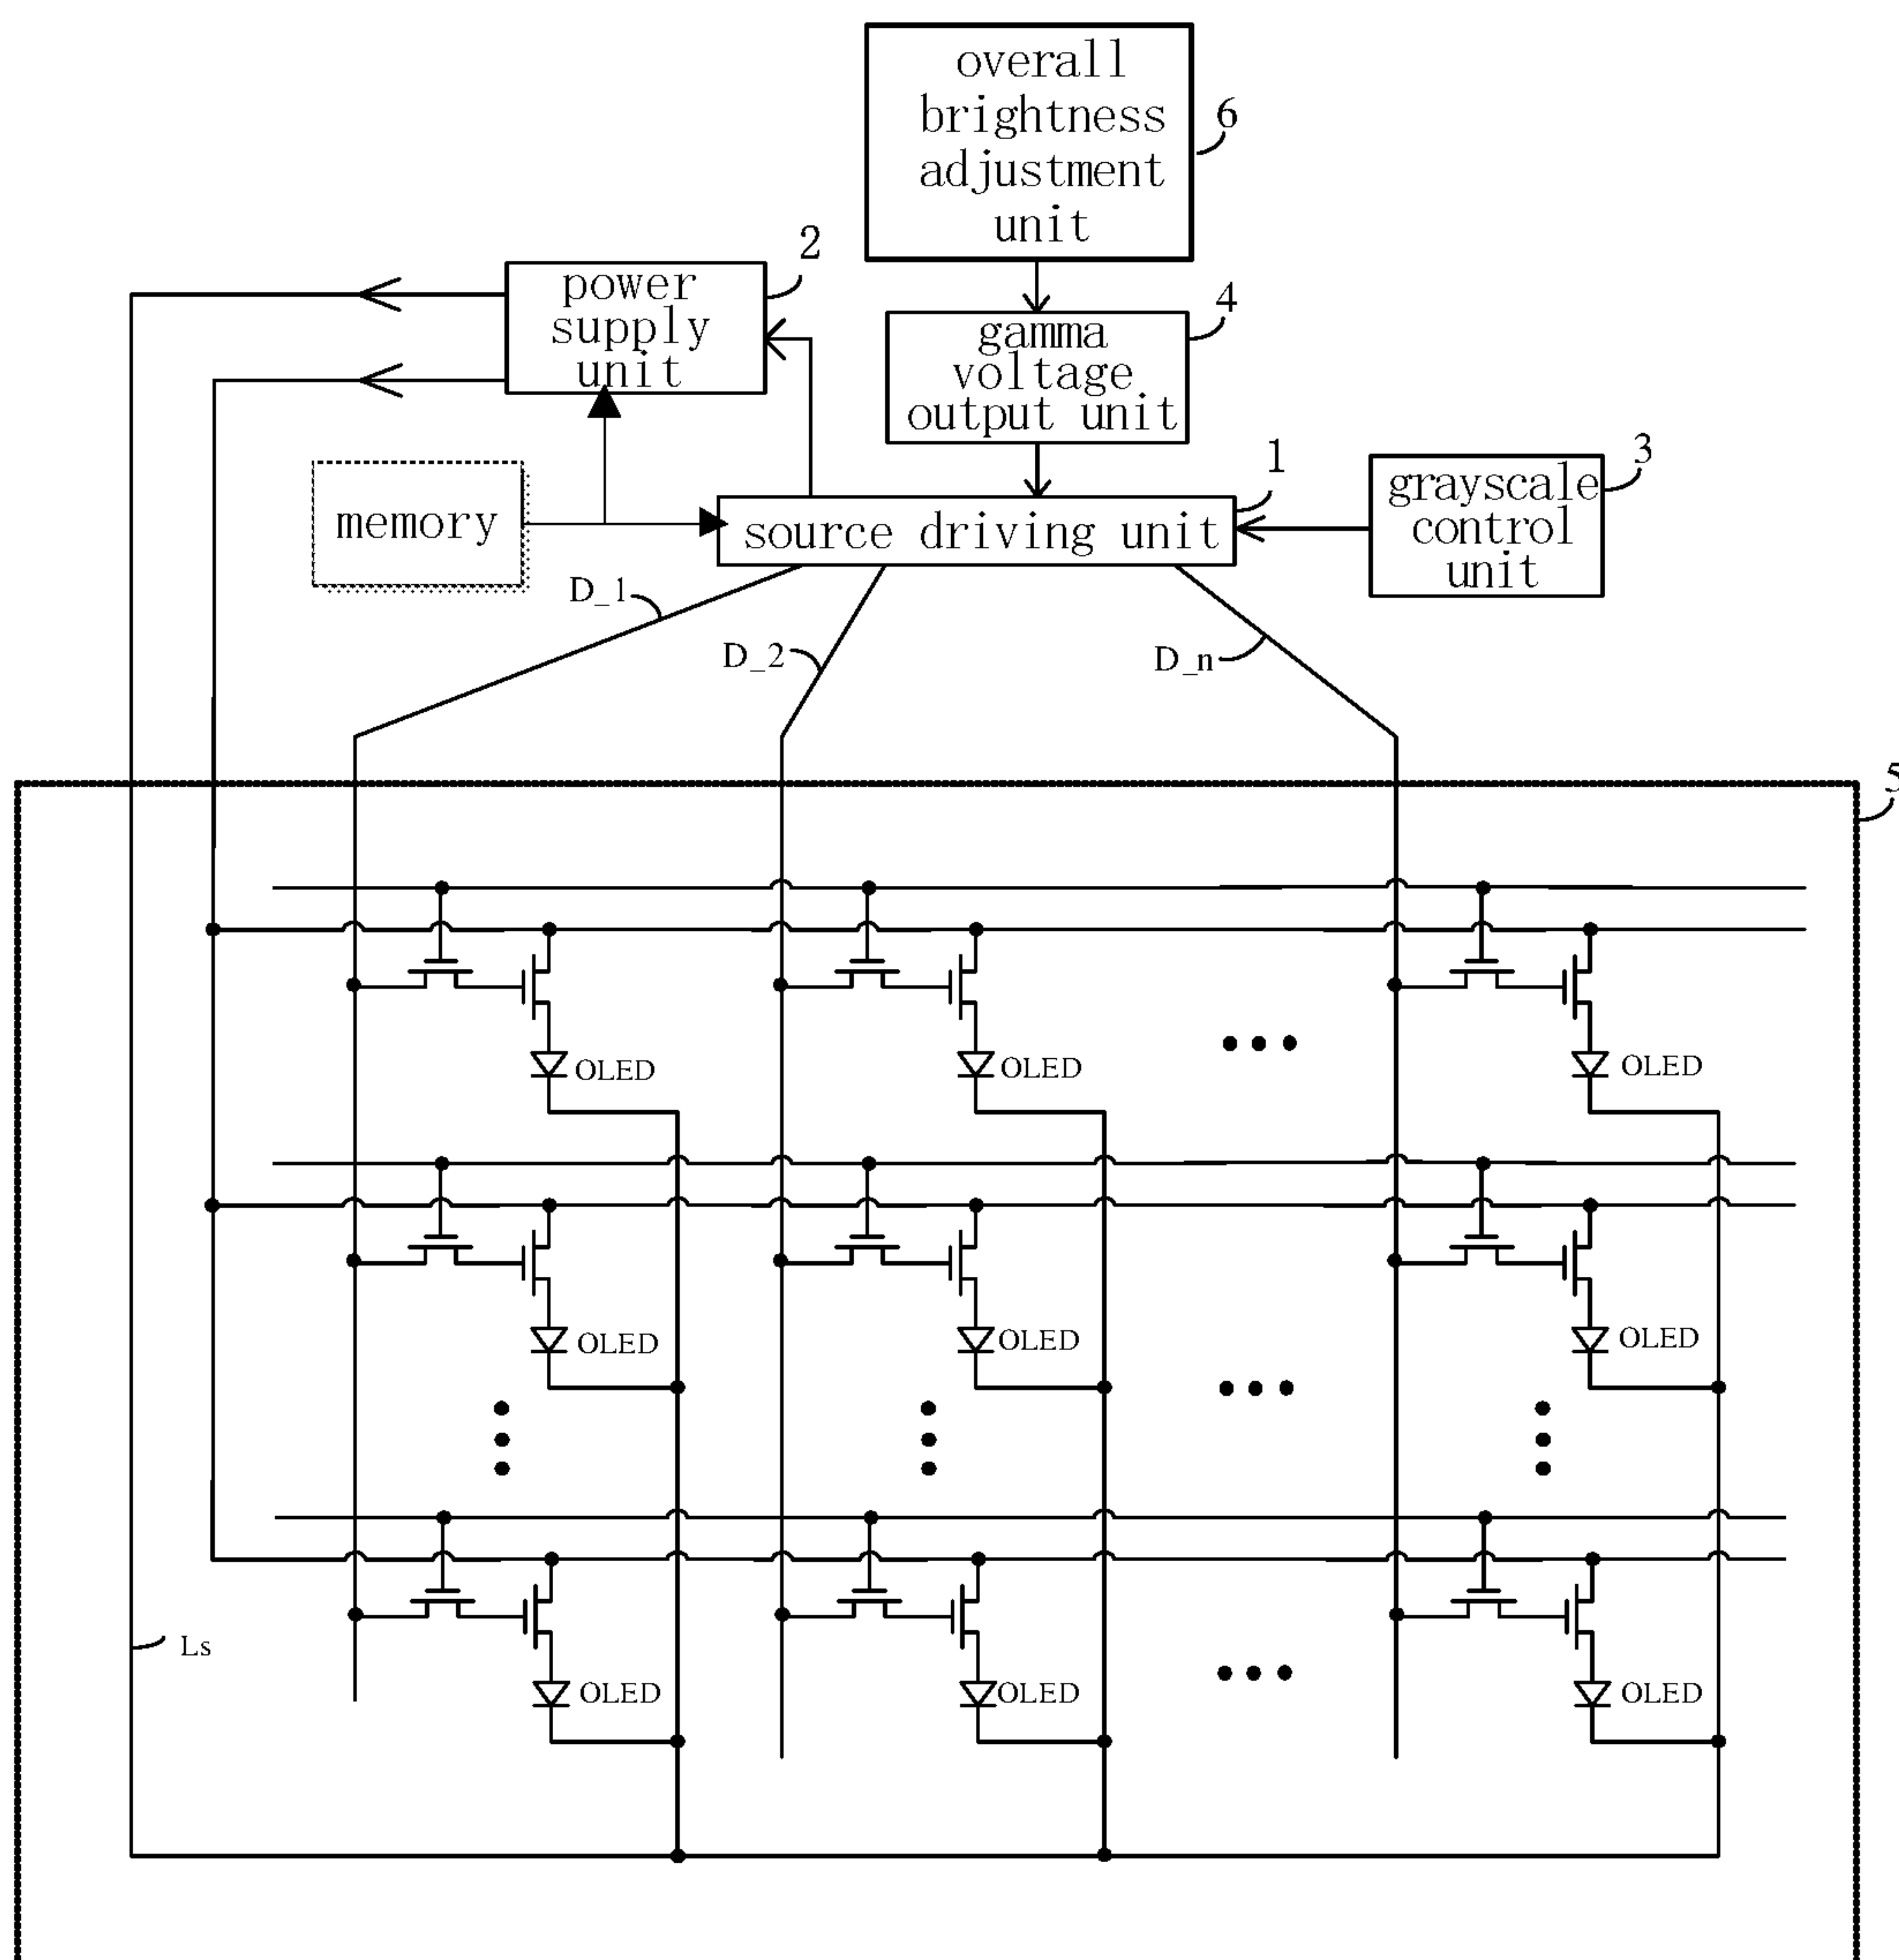 overall
brightness
adjustment
unit
6
2
power
supply
unit
4
gamma
voltage
output unit
1
3
grayscale
control
unit
memory
source driving unit
D_1
D_2
D_n
5
OLED
OLED
OLED
OLED
OLED
OLED
Ls
OLED
OLED
OLED